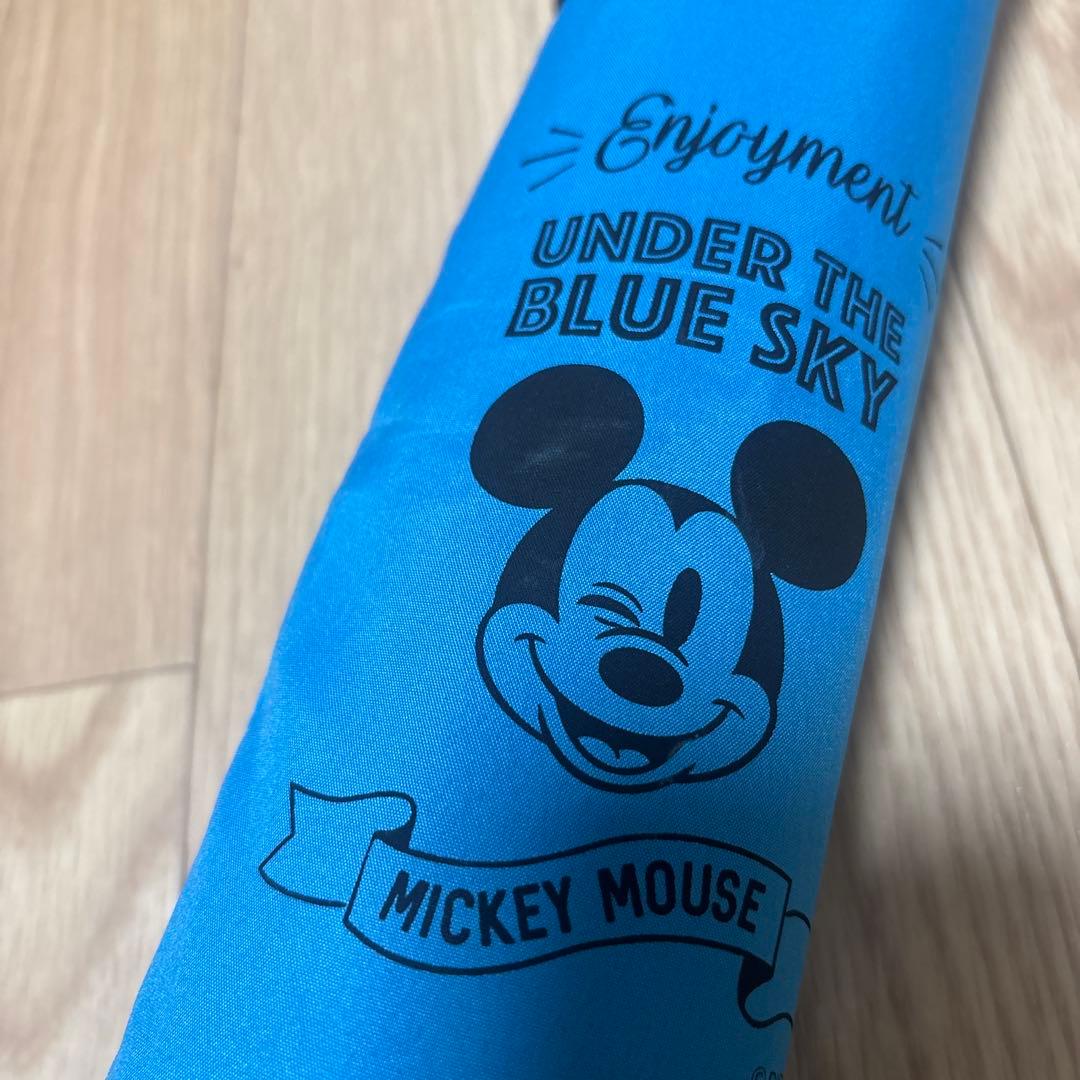 Enjoyment
UNDER THE
BLUE SKY
MICKEY MOUSE